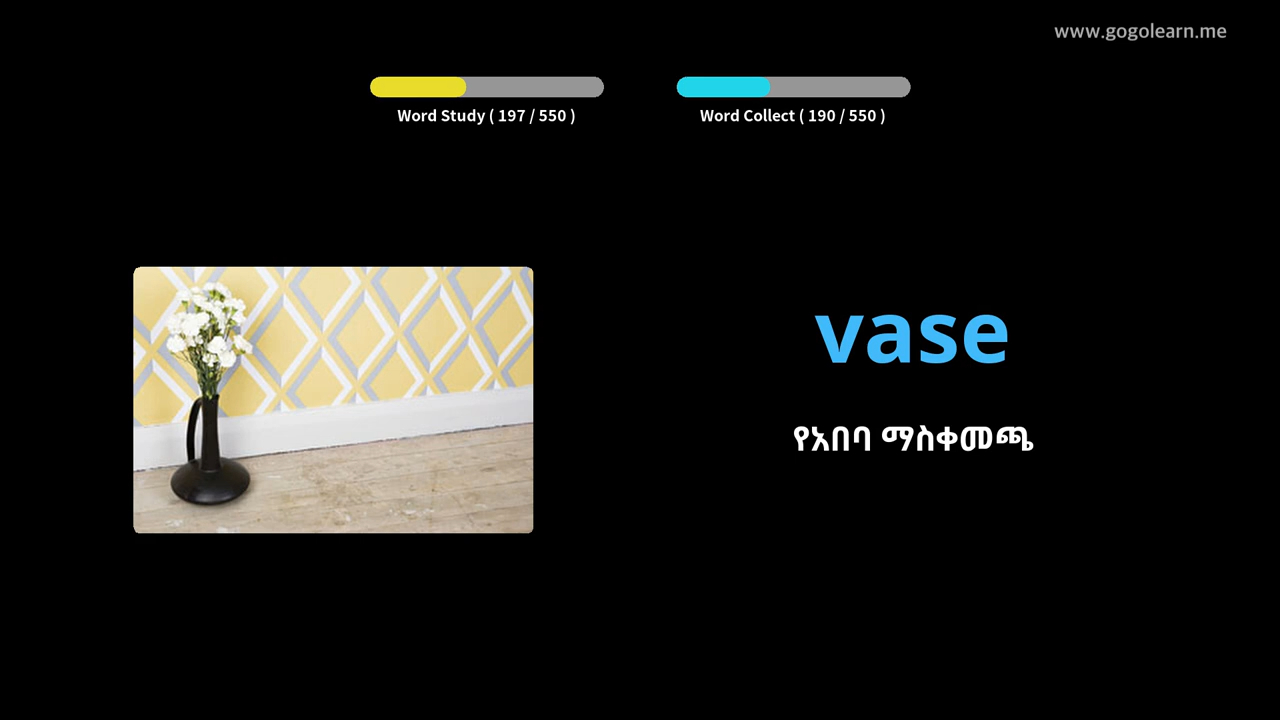 www.gogolearn.me
Word Study ( 197 / 550 )
Word Collect ( 190 / 550 )
vase
የአበባ ማስቀመጫ